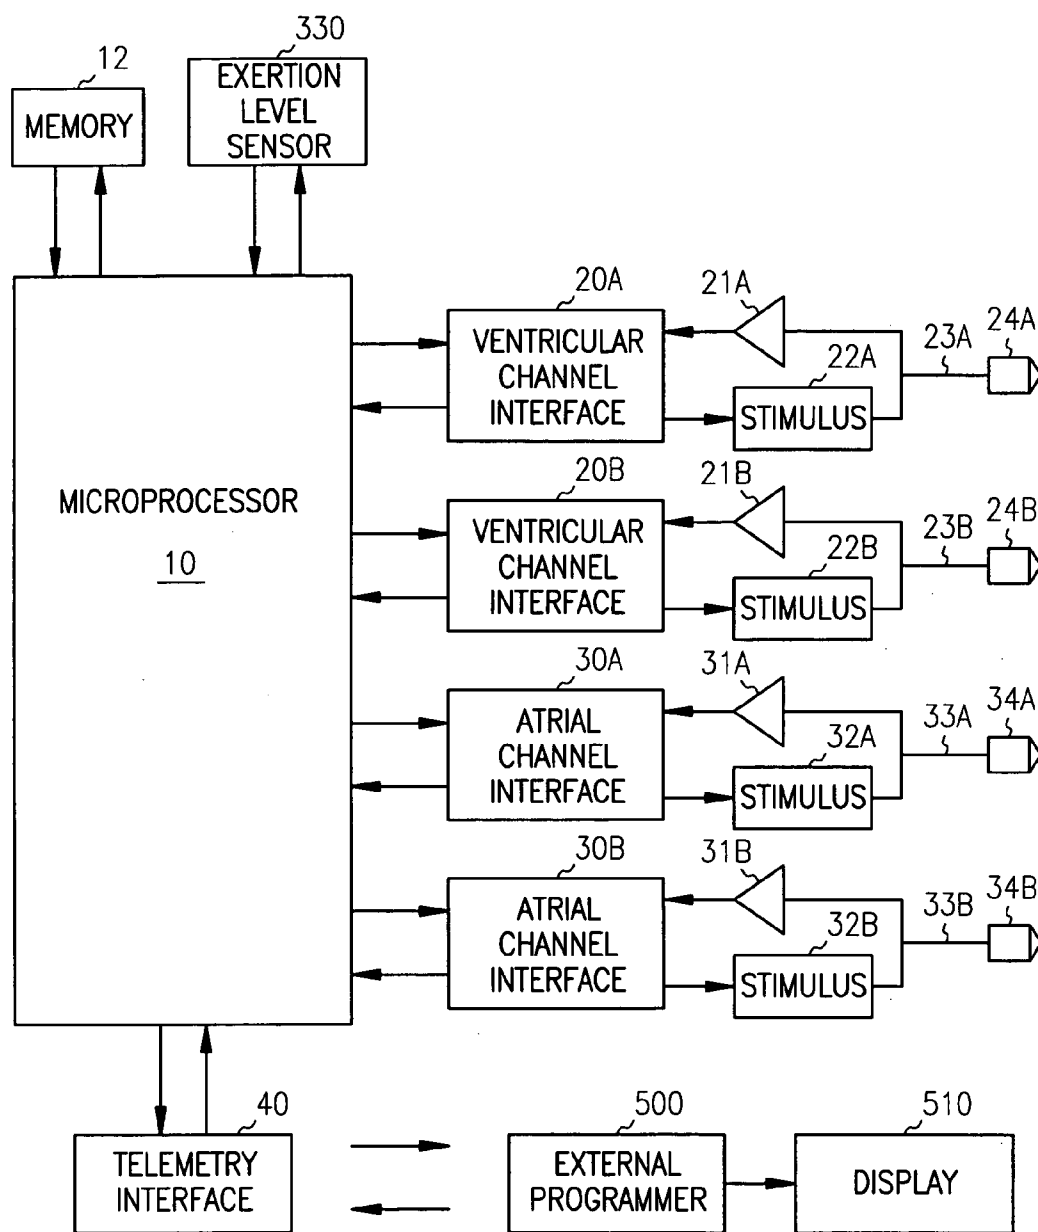 330
12
EXERTION
LEVEL
SENSOR
MEMORY
20A
21A
VENTRICULAR
CHANNEL
INTERFACE
22A
STIMULUS
23A
24A
MICROPROCESSOR
10
20B
21B
VENTRICULAR
CHANNEL
INTERFACE
22B
STIMULUS
23B
24B
30A
31A
ATRIAL
CHANNEL
INTERFACE
32A
STIMULUS
33A
34A
30B
31B
ATRIAL
CHANNEL
INTERFACE
32B
STIMULUS
33B
34B
40
TELEMETRY
INTERFACE
500
EXTERNAL
PROGRAMMER
510
DISPLAY